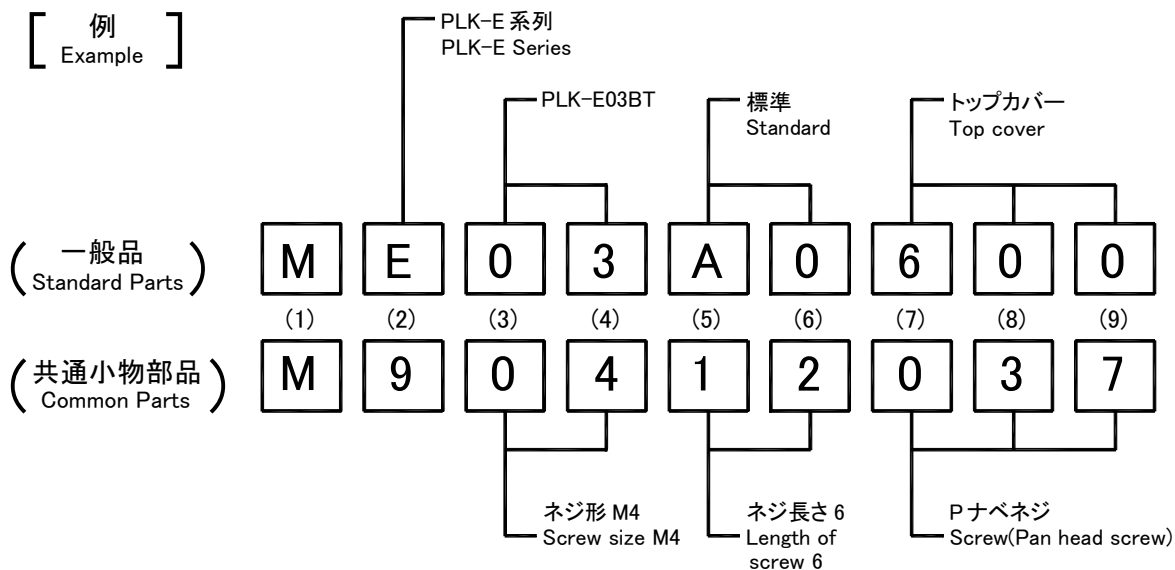 例
Example
PLK-E 系列
PLK-E Series
PLK-E03BT
標準
Standard
トップカバー
Top cover
(一般品
Standard Parts)
M E 0 3 A 0 6 0 0
(1) (2) (3) (4) (5) (6) (7) (8) (9)
(共通小物部品
Common Parts)
M 9 0 4 1 2 0 3 7
ネジ形 M4
Screw size M4
ネジ長さ 6
Length of
screw 6
Pナベネジ
Screw(Pan head screw)